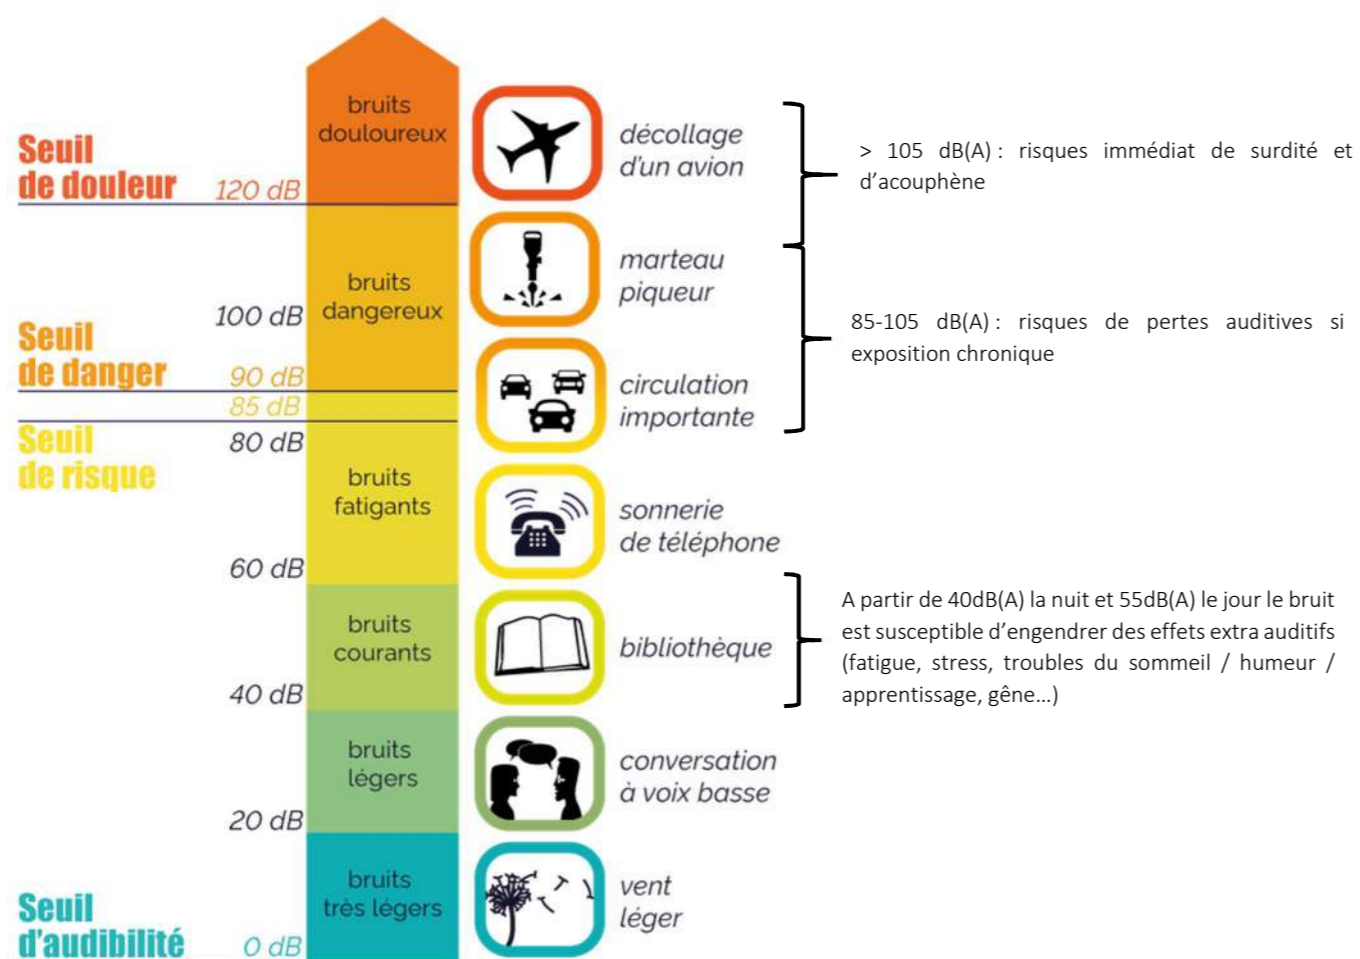 bruits
douloureux
décollage
d'un avion
> 105 dB(A) : risques immédiat de surdité et
d'acouphène
Seuil
de douleur
120 dB
marteau
piqueur
bruits
dangereux
100 dB
85-105 dB(A) : risques de pertes auditives si
exposition chronique
Seuil
de danger
90 dB
85 dB
circulation
importante
Seuil
de risque
80 dB
bruits
fatigants
sonnerie
de téléphone
60 dB
bruits
courants
bibliothèque
A partir de 40dB(A) la nuit et 55dB(A) le jour le bruit
est susceptible d'engendrer des effets extra auditifs
(fatigue, stress, troubles du sommeil / humeur /
apprentissage, gêne…)
40 dB
bruits
légers
conversation
à voix basse
20 dB
bruits
très légers
vent
léger
Seuil
d'audibilité
0 dB